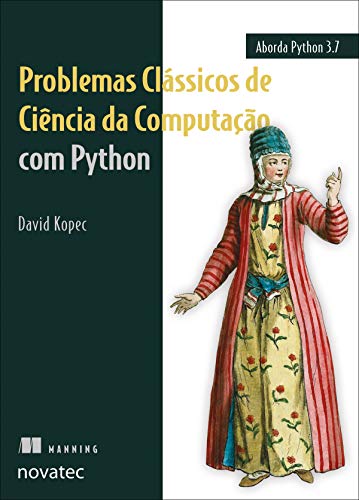 Aborda Python 3.7
Problemas Clássicos de
Ciência da Computação
com Python
David Kopec
MANNING
novatec